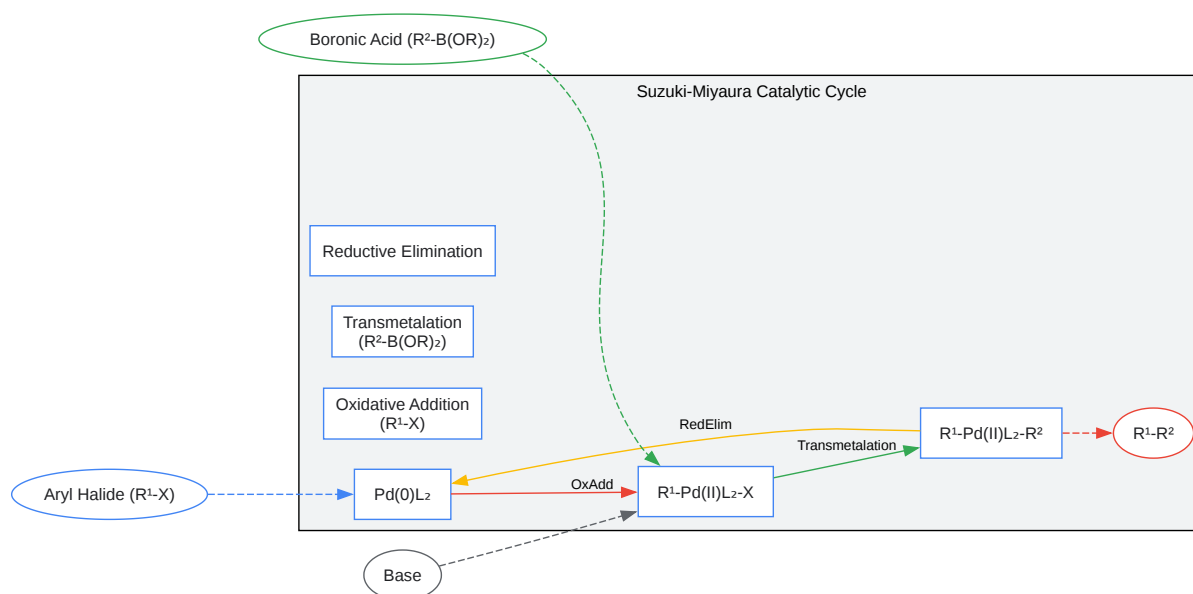 Boronic Acid (R²-B(OR)₂)
Suzuki-Miyaura Catalytic Cycle
Reductive Elimination
Transmetalation
(R²-B(OR)₂)
Oxidative Addition
(R¹-X)
RedElim
Transmetalation
R¹-Pd(II)L₂-R²
R¹-R²
Aryl Halide (R¹-X)
Pd(0)L₂
OxAdd
R¹-Pd(II)L₂-X
Base